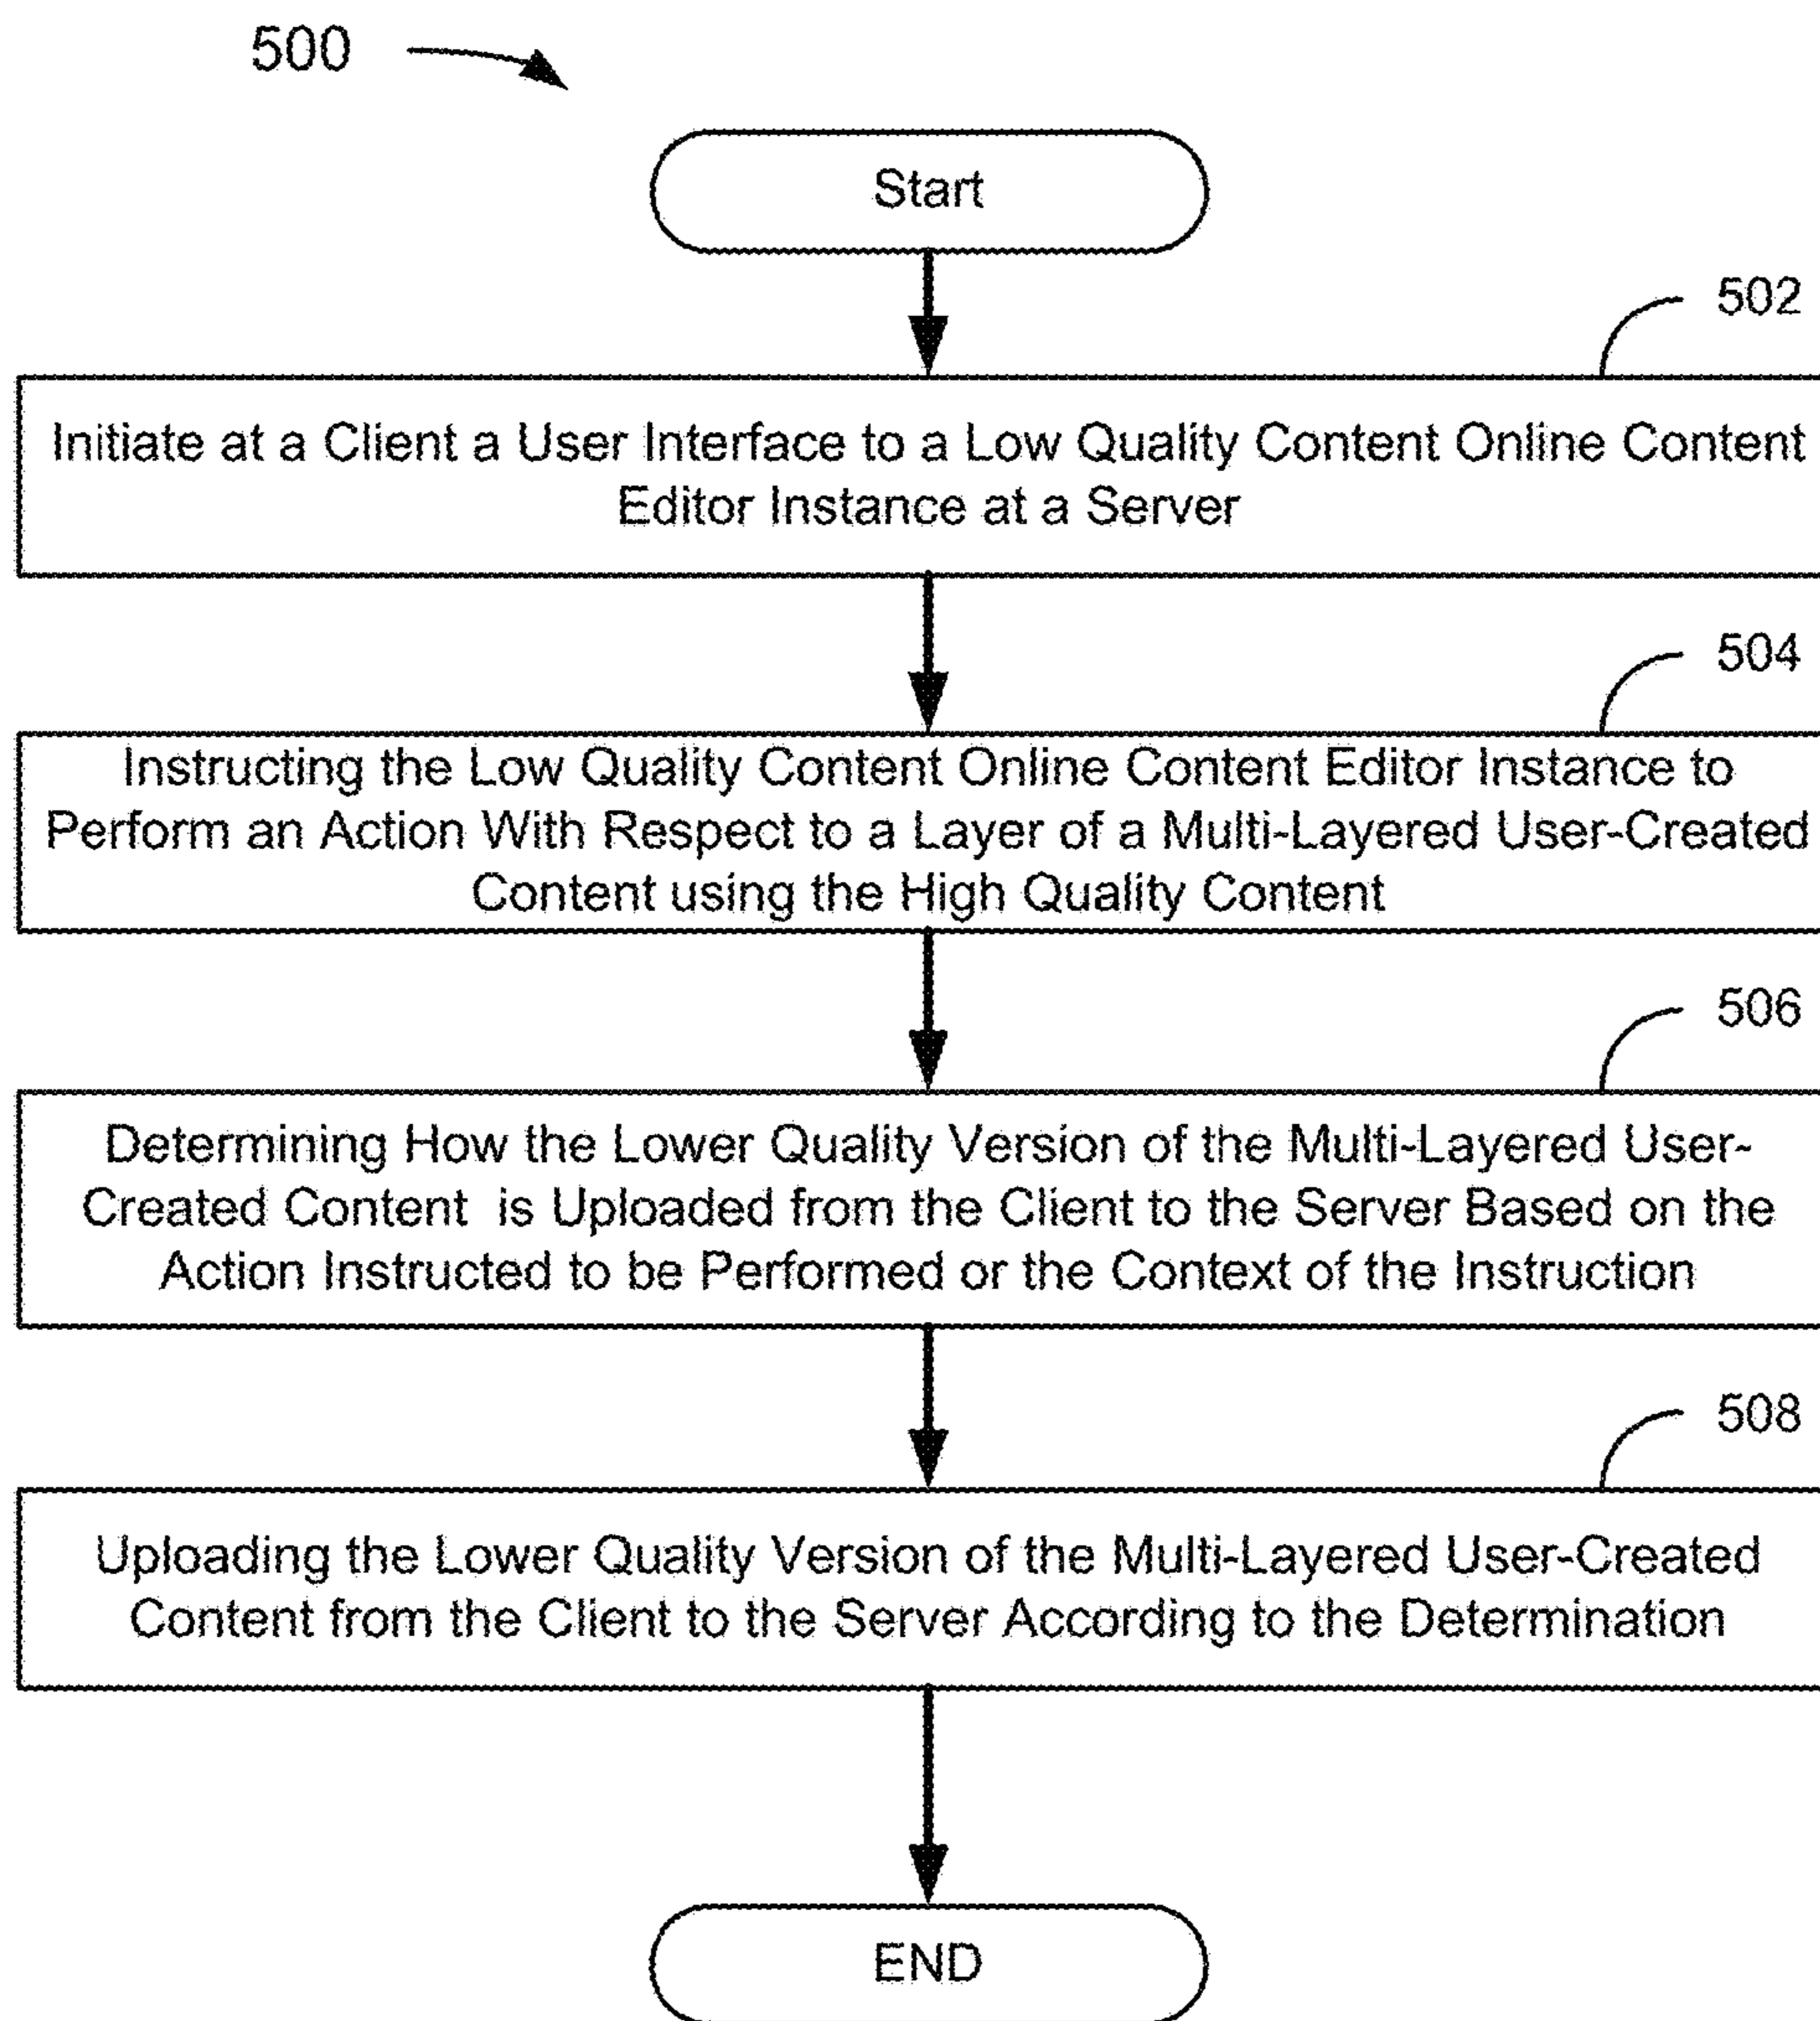 500
Start
502
Initiate at a Client a User Interface to a Low Quality Content Online Content
Editor Instance at a Server
504
Instructing the Low Quality Content Online Content Editor Instance to
Perform an Action With Respect to a Layer of a Multi-Layered User-Created
Content using the High Quality Content
506
Determining How the Lower Quality Version of the Multi-Layered User-
Created Content is Uploaded from the Client to the Server Based on the
Action Instructed to be Performed or the Context of the Instruction
508
Uploading the Lower Quality Version of the Multi-Layered User-Created
Content from the Client to the Server According to the Determination
END